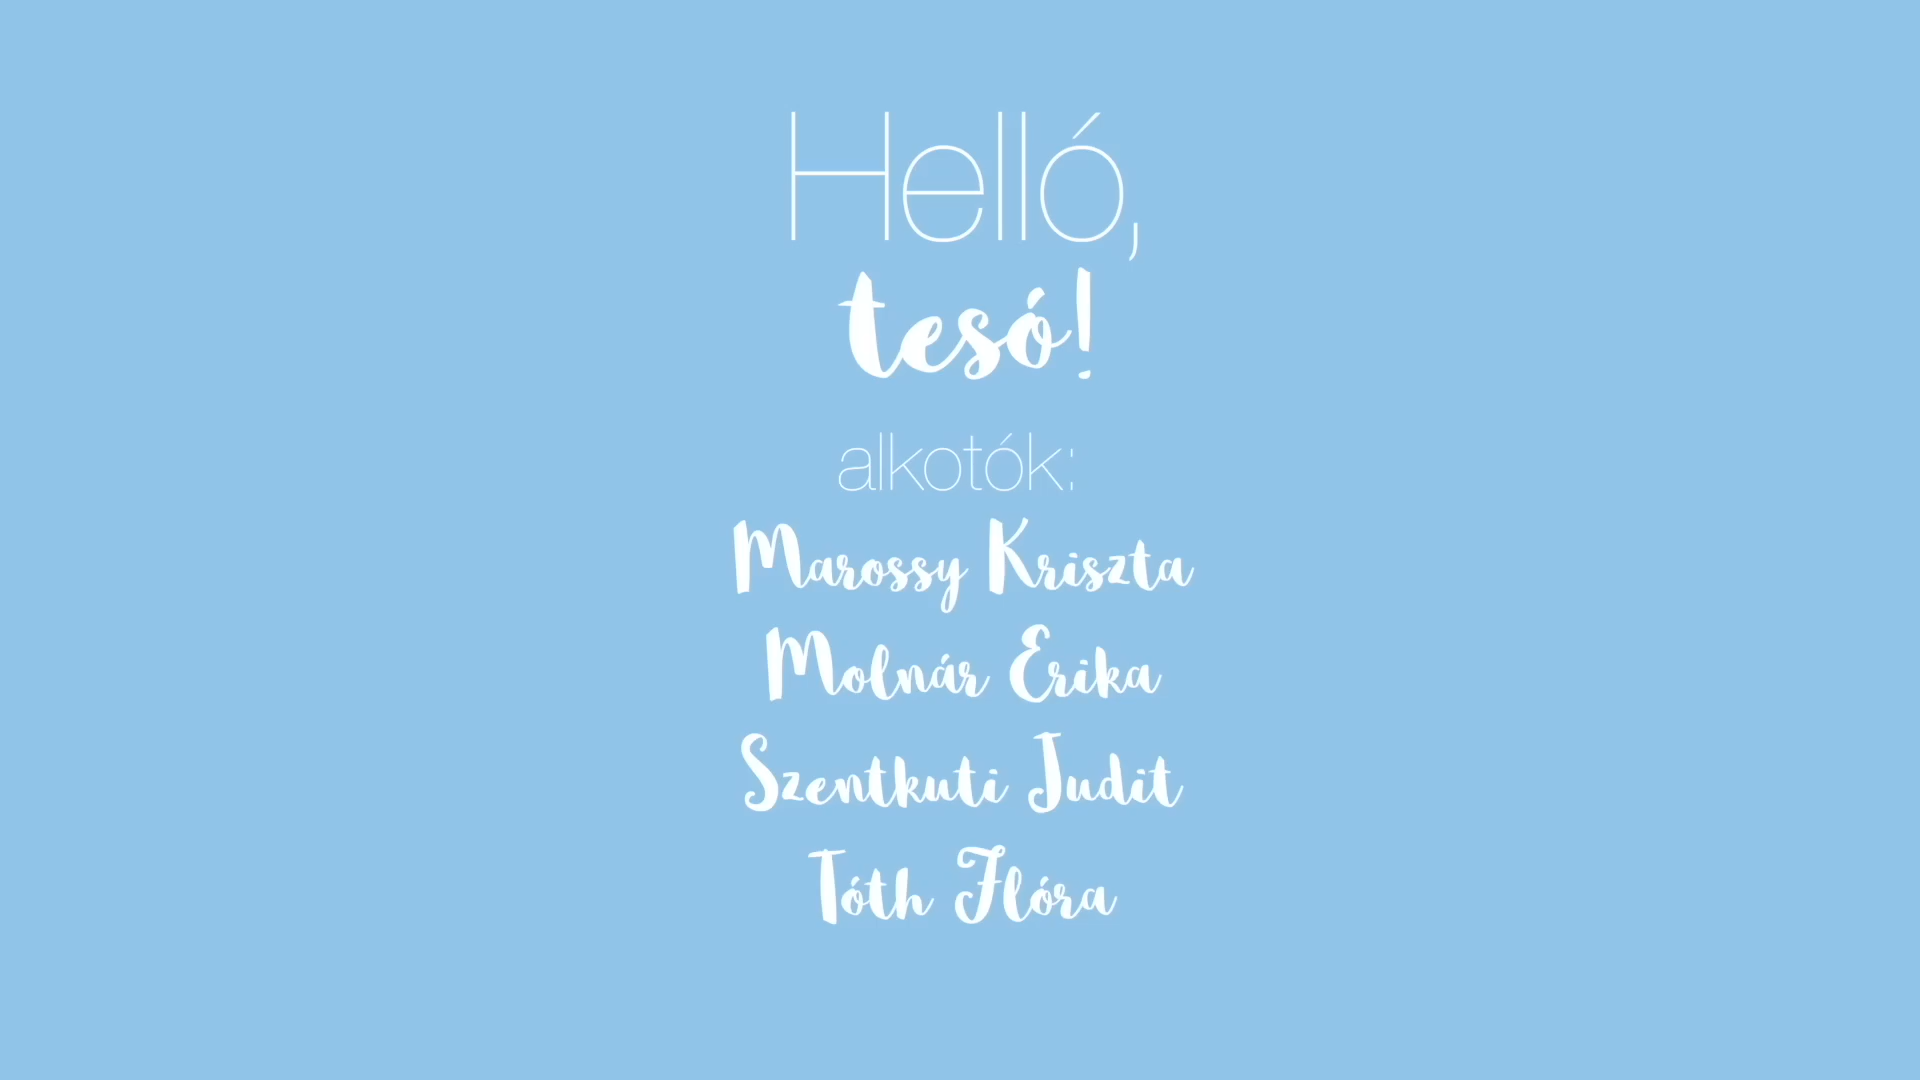 Helló,
tesó!
alkotók:
Marossy Kriszta
Molnár Erika
Szentkuti Judit
Tóth Flóra